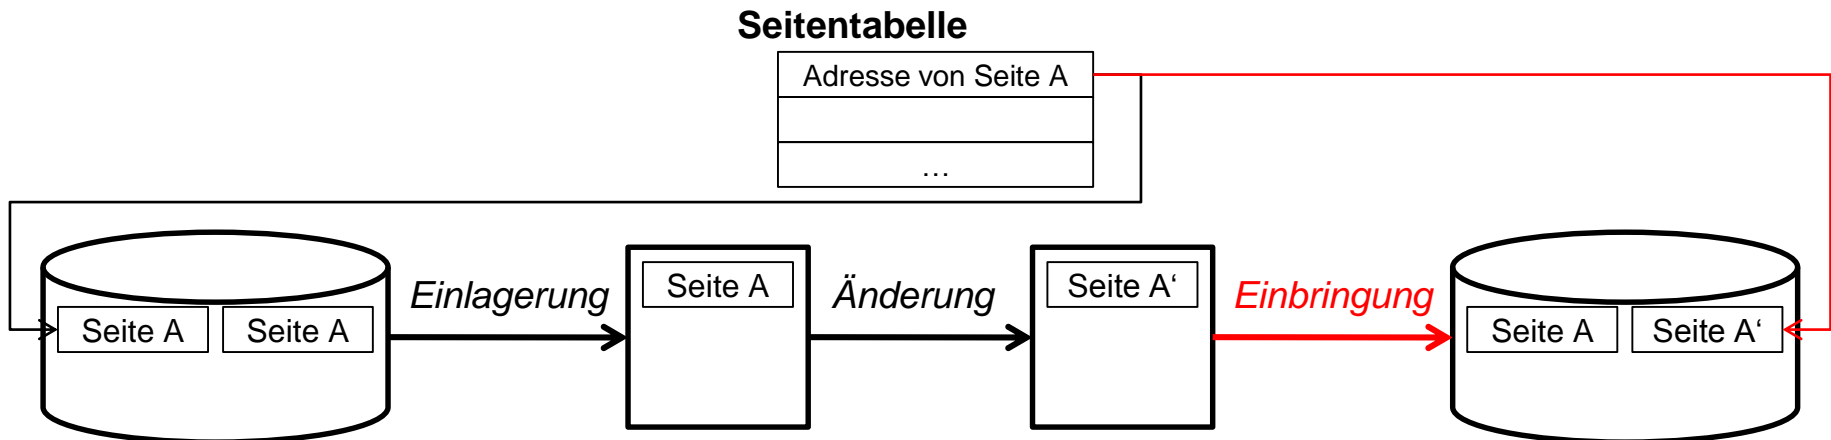 Seitentabelle
Adresse von Seite A
…
Einlagerung
Seite A
Änderung
Seite A‘
Einbringung
Seite A
Seite A
Seite A
Seite A‘